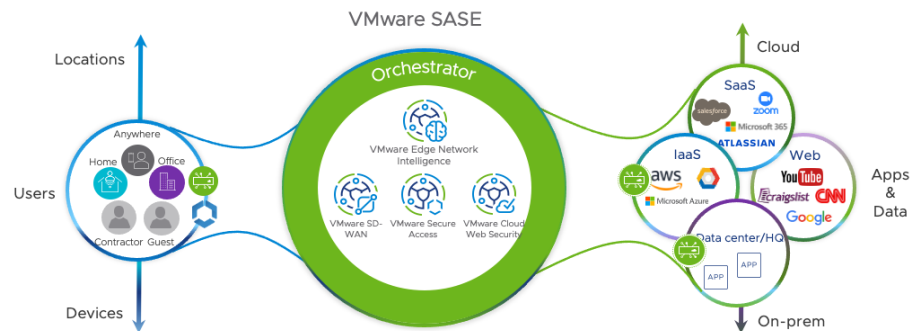 VMware SASE
Locations
Cloud
Orchestrator
SaaS
salesforce
zoom
Microsoft 365
ATLASSIAN
Anywhere
Home
Office
VMware Edge Network
Intelligence
IaaS
aws
Microsoft Azure
Web
YouTube
craigslist
CNN
Google
Users
Apps
&
Data
Contractor
Guest
VMware SD-
WAN
VMware Secure
Access
VMware Cloud
Web Security
Data center/HQ
APP
APP
Devices
On-prem